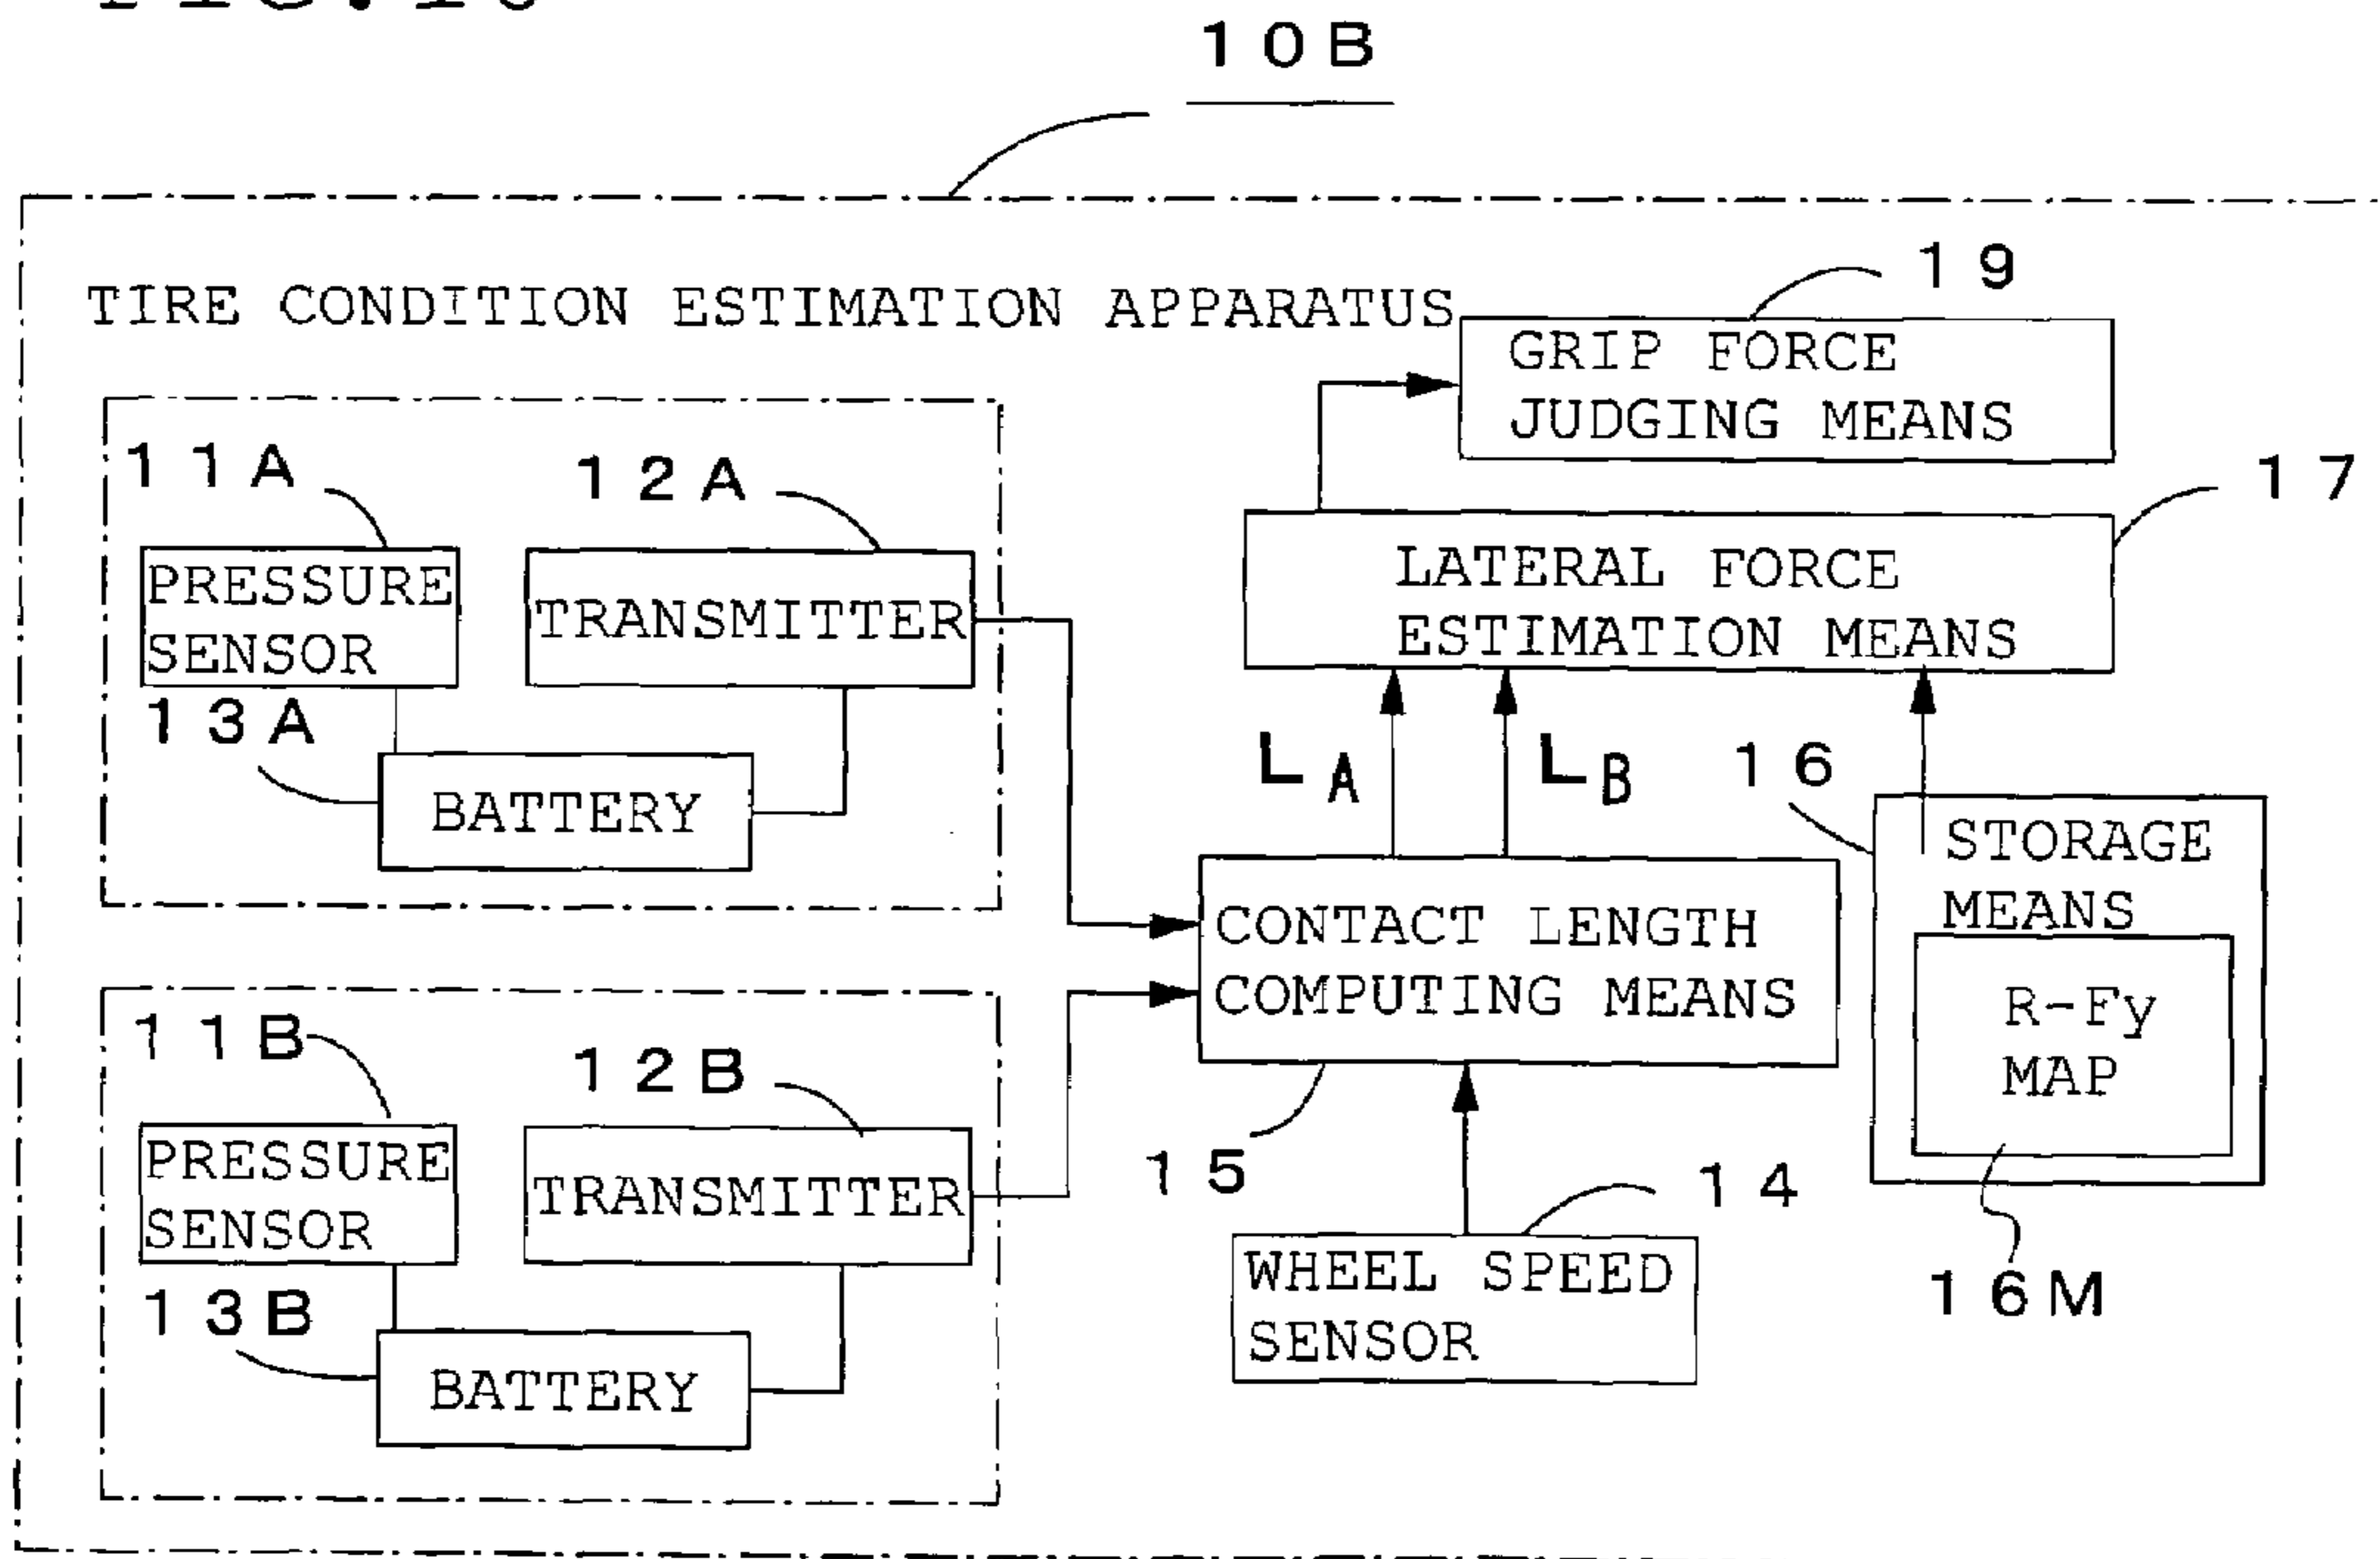 10B
TIRE CONDITION ESTIMATION APPARATUS
19
GRIP FORCE
JUDGING MEANS
11A
12A
17
PRESSURE
SENSOR
TRANSMITTER
LATERAL FORCE
ESTIMATION MEANS
13A
BATTERY
LA
LB
16
STORAGE
MEANS
R-Fy
MAP
16M
CONTACT LENGTH
COMPUTING MEANS
15
11B
12B
PRESSURE
SENSOR
TRANSMITTER
13B
BATTERY
14
WHEEL SPEED
SENSOR